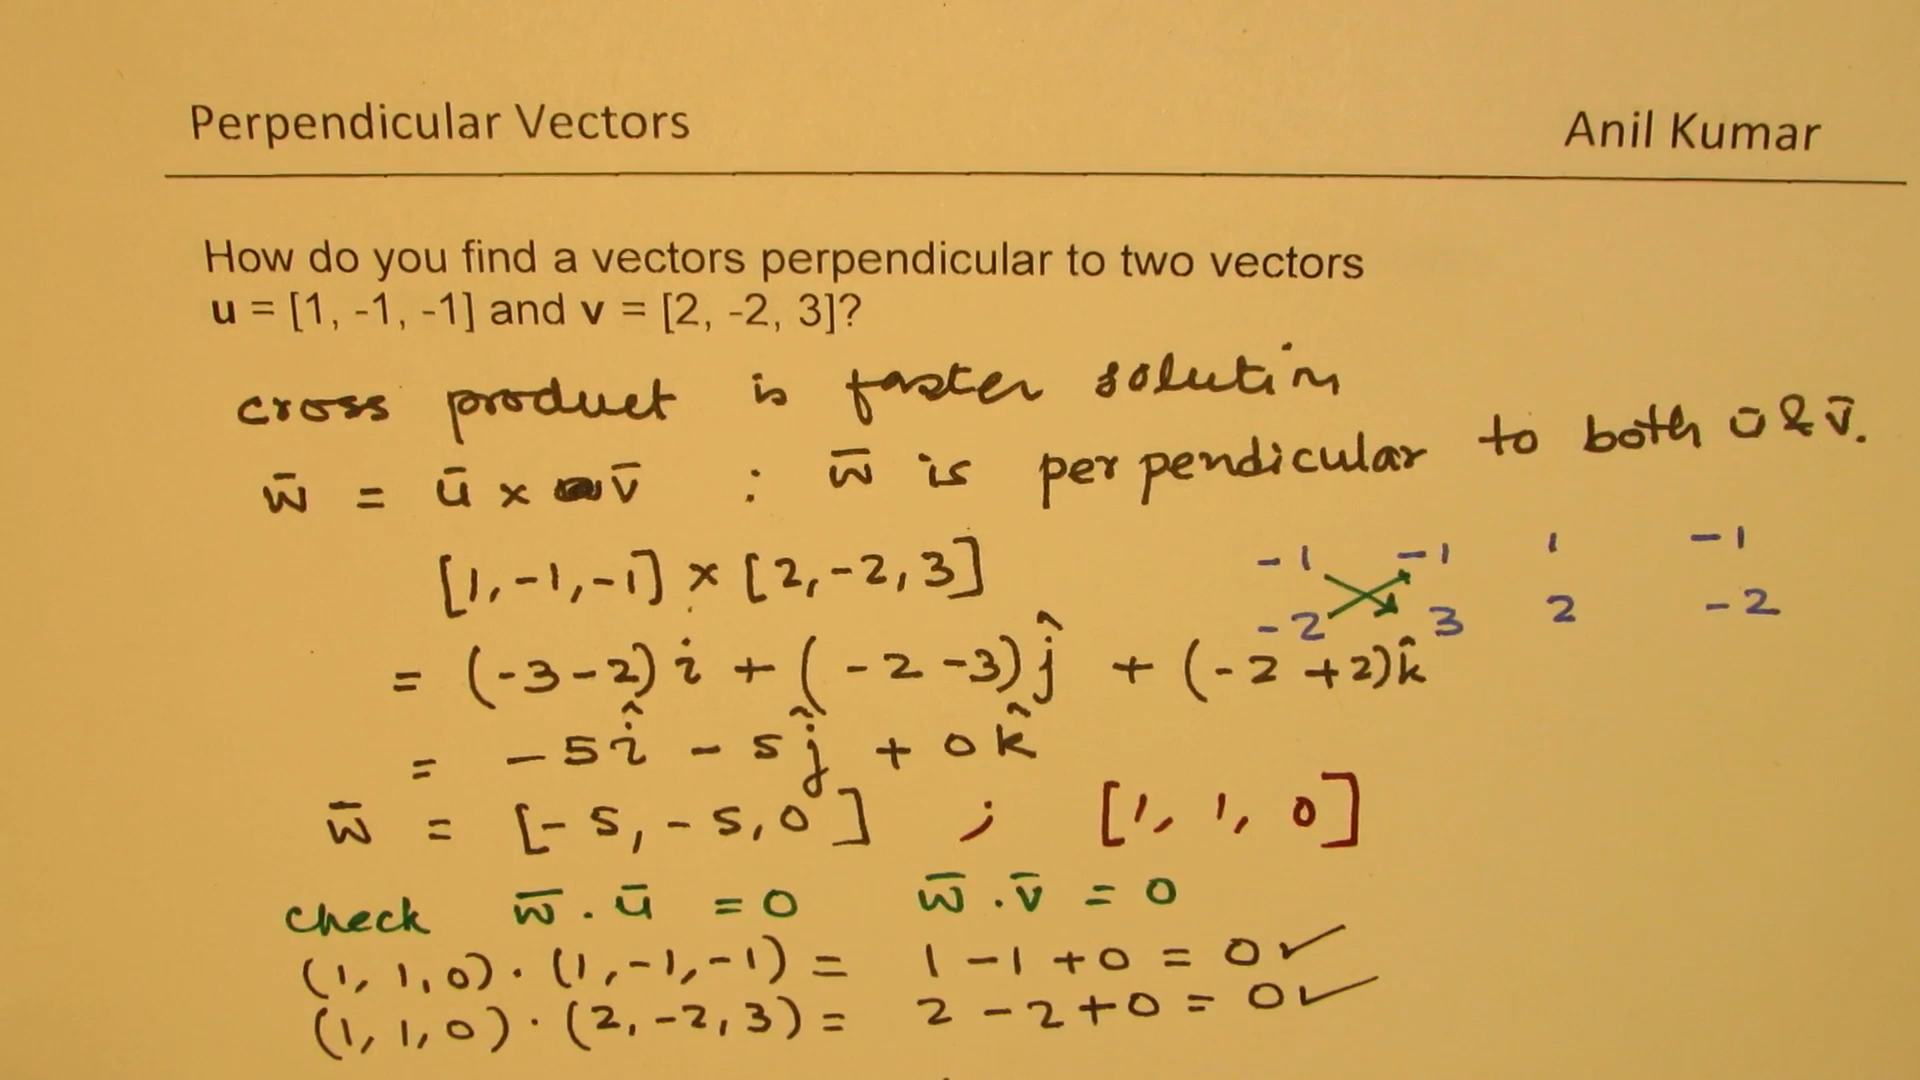 Perpendicular Vectors Anil Kumar
How do you find a vectors perpendicular to two vectors
u = [1, -1, -1] and v = [2, -2, 3]?
cross product is faster solution
w̄ = ū × v̄ : w̄ is perpendicular to both ū & v̄.
[1, -1, -1] × [2, -2, 3] -1 -1 1 -1
-2 3 2 -2
= (-3-2) i + (-2 -3) ĵ + (-2 +2) k̂
= -5 î - 5 ĵ + 0 k̂
w̄ = [-5, -5, 0] ; [1, 1, 0]
check w̄ . ū = 0 w̄ . v̄ = 0
(1, 1, 0) · (1, -1, -1) = 1 -1 +0 = 0 ✓
(1, 1, 0) · (2, -2, 3) = 2 -2 +0 = 0 ✓